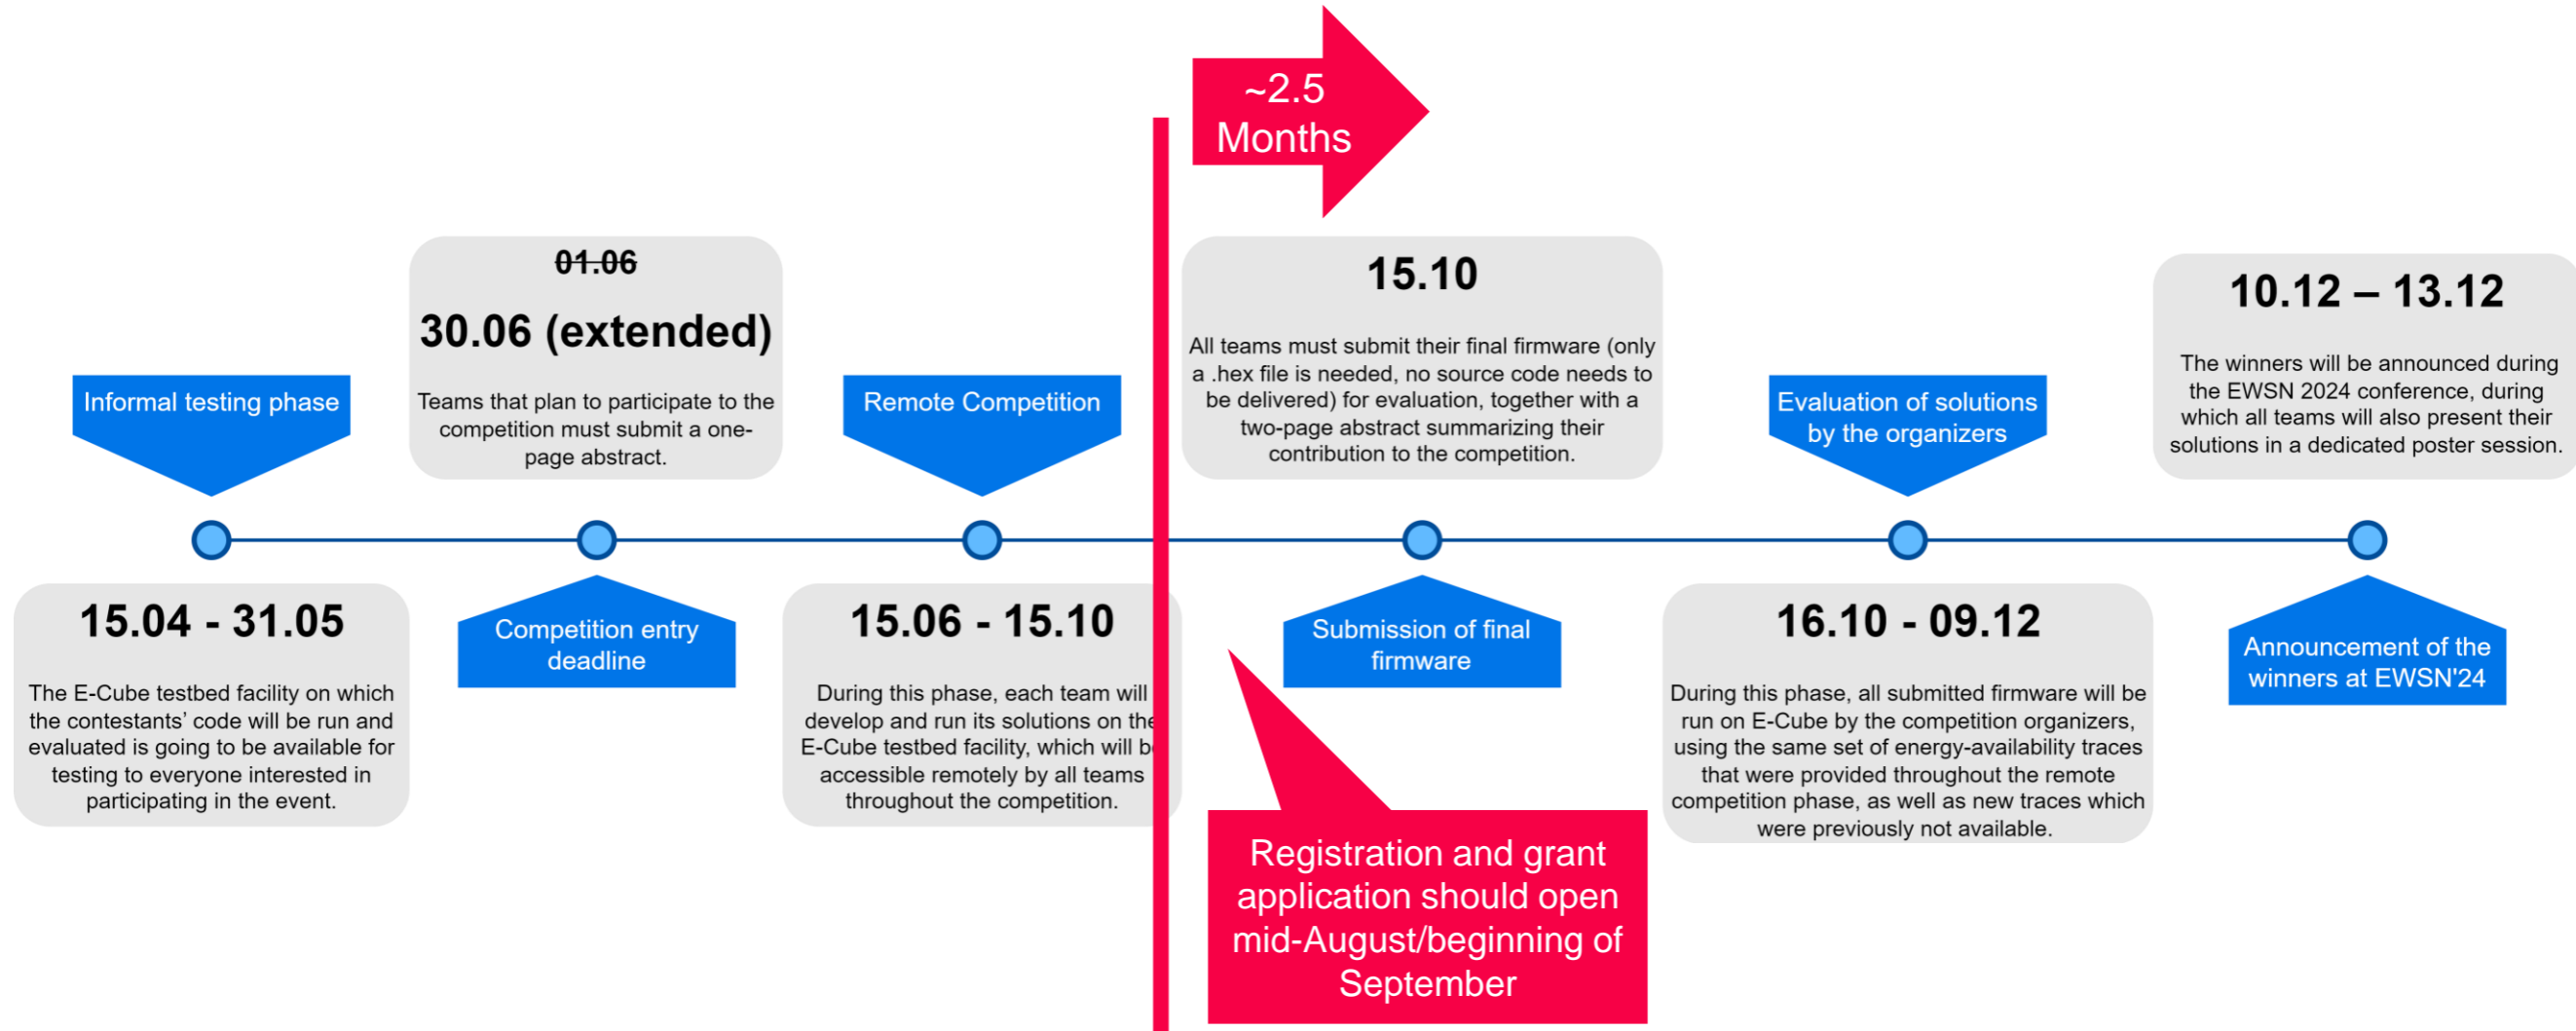 ~2.5
Months
01.06
30.06 (extended)
Teams that plan to participate to the
competition must submit a one-
page abstract.
15.10
All teams must submit their final firmware (only
a .hex file is needed, no source code needs to
be delivered) for evaluation, together with a
two-page abstract summarizing their
contribution to the competition.
10.12 – 13.12
The winners will be announced during
the EWSN 2024 conference, during
which all teams will also present their
solutions in a dedicated poster session.
Informal testing phase
Remote Competition
Evaluation of solutions
by the organizers
15.04 - 31.05
The E-Cube testbed facility on which
the contestants’ code will be run and
evaluated is going to be available for
testing to everyone interested in
participating in the event.
Competition entry
deadline
15.06 - 15.10
During this phase, each team will
develop and run its solutions on the
E-Cube testbed facility, which will be
accessible remotely by all teams
throughout the competition.
Submission of final
firmware
16.10 - 09.12
During this phase, all submitted firmware will be
run on E-Cube by the competition organizers,
using the same set of energy-availability traces
that were provided throughout the remote
competition phase, as well as new traces which
were previously not available.
Announcement of the
winners at EWSN'24
Registration and grant
application should open
mid-August/beginning of
September